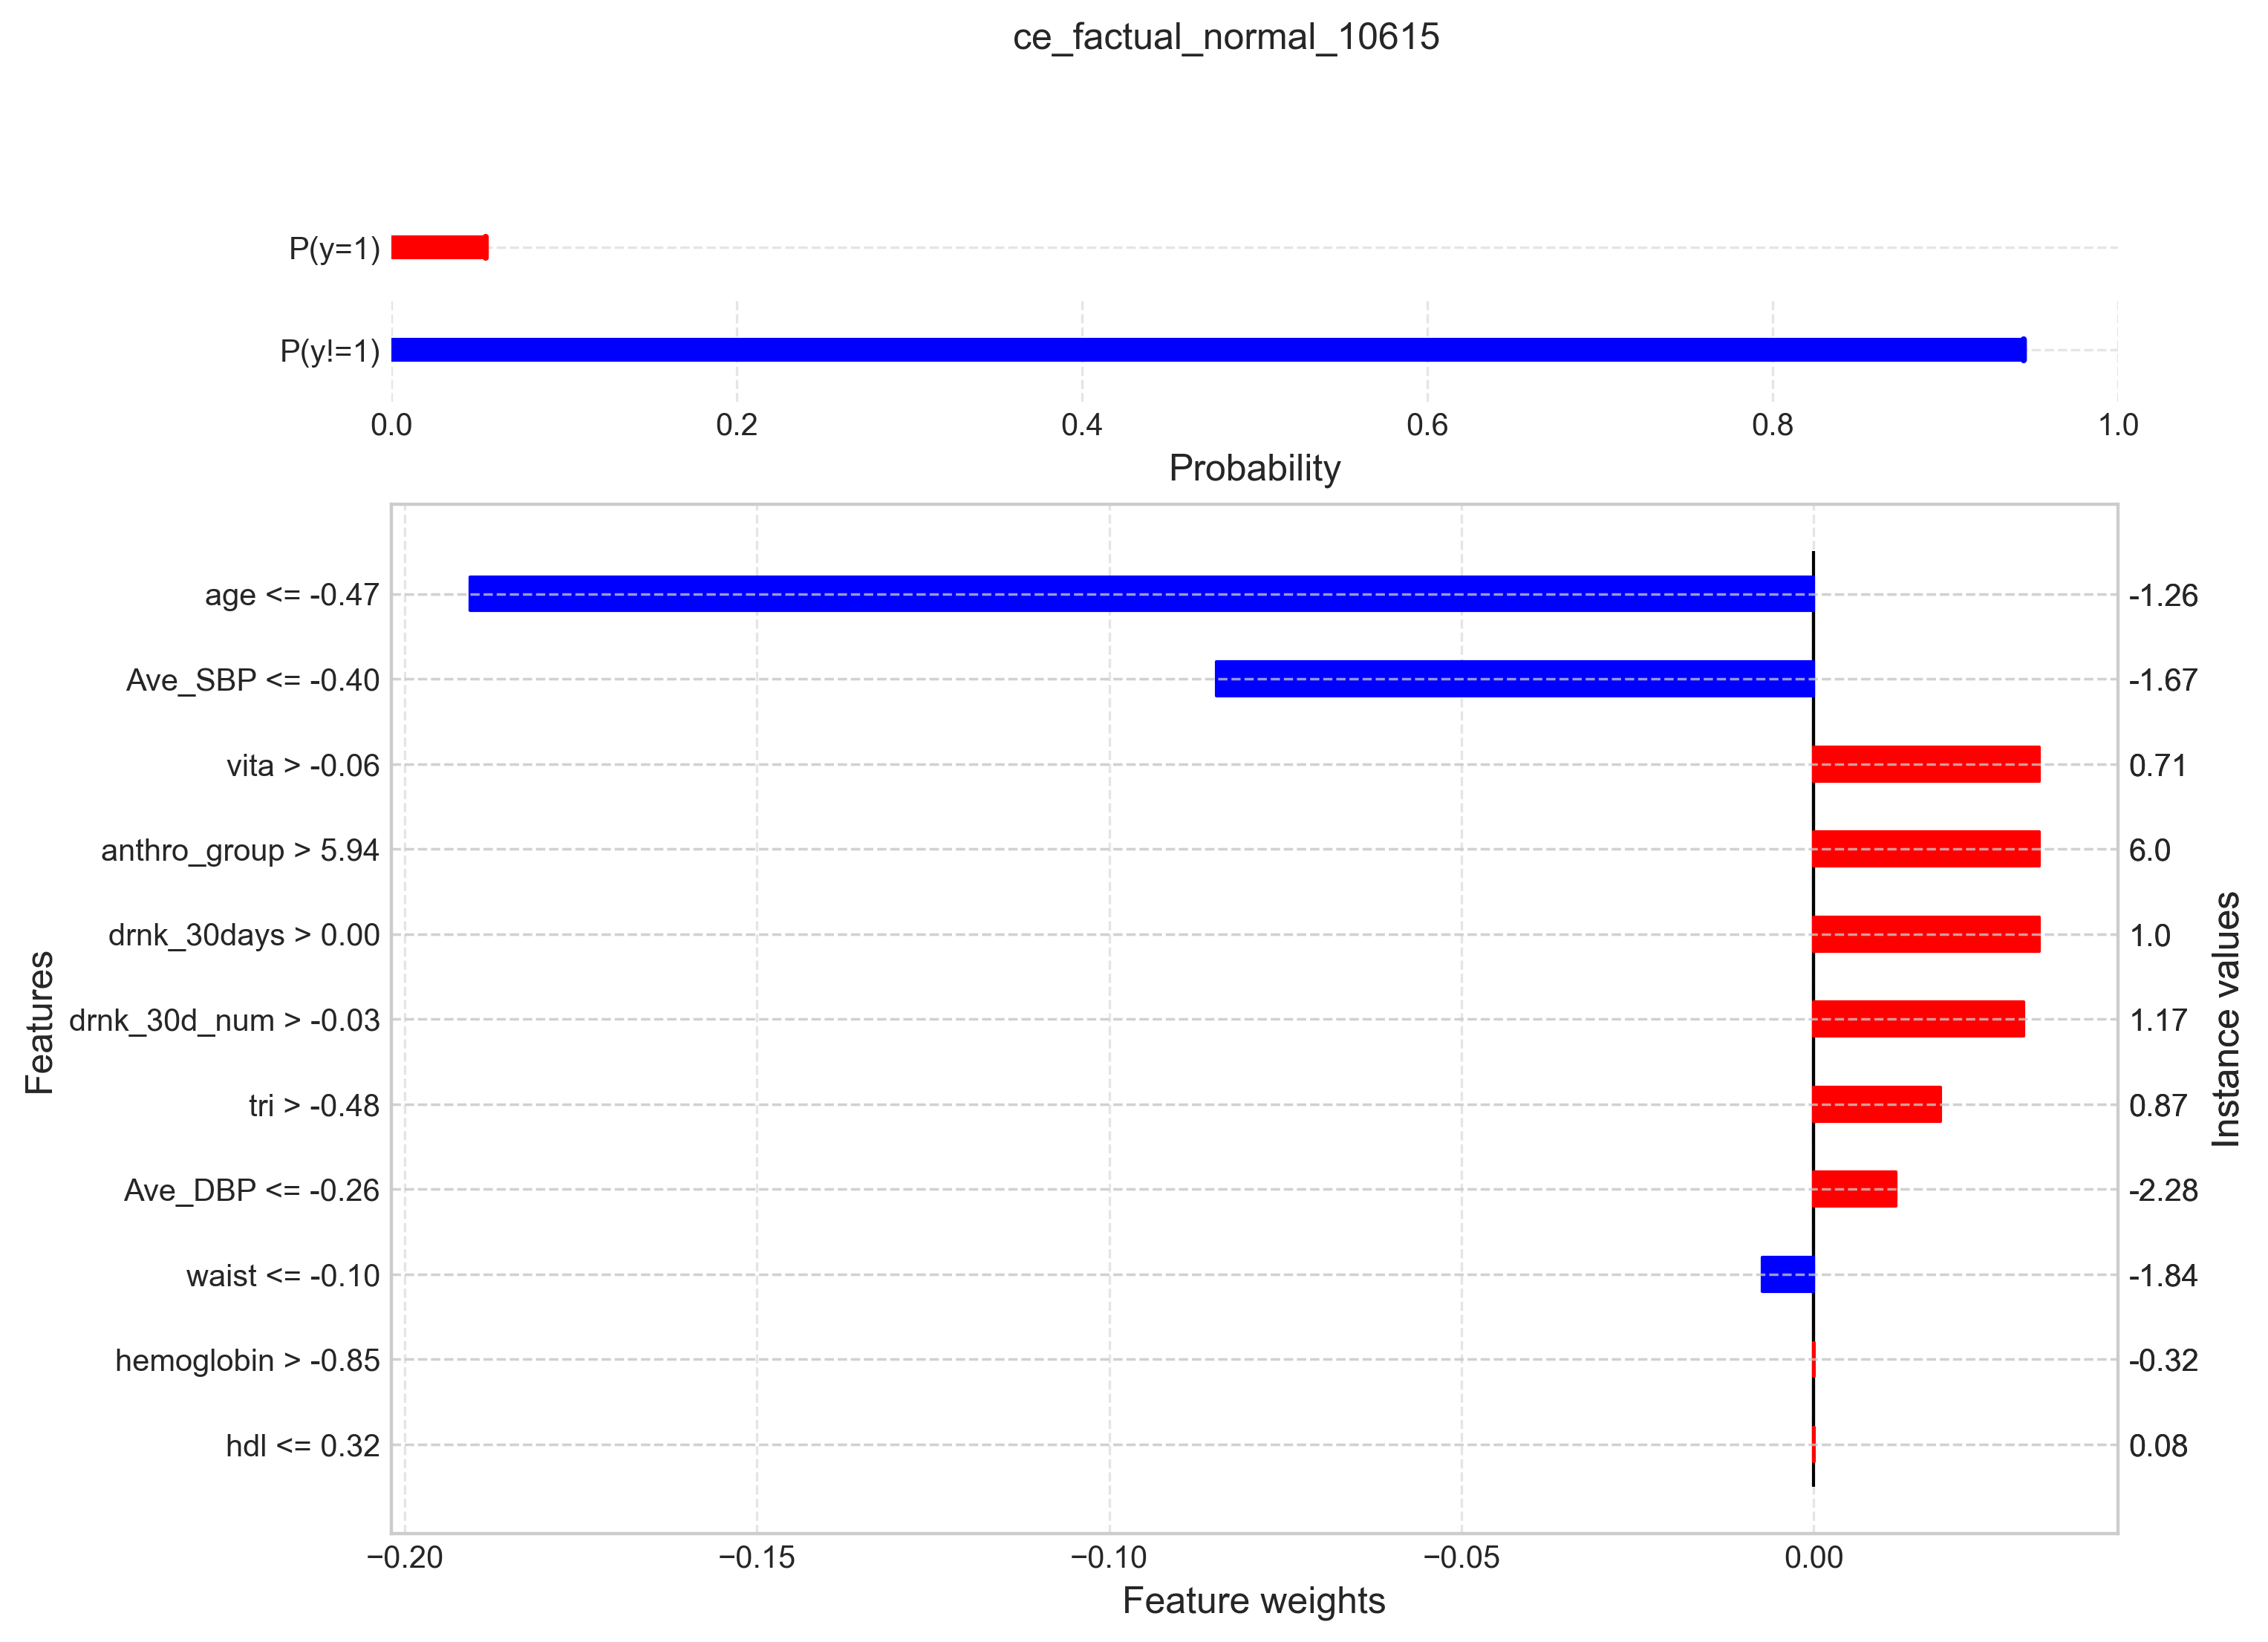 ce_factual_normal_10615
P(y=1)
P(y!=1)
0.0 0.2 0.4 0.6 0.8 1.0
Probability
age <= -0.47 -1.26
Ave_SBP <= -0.40 -1.67
vita > -0.06 0.71
anthro_group > 5.94 6.0
drnk_30days > 0.00 1.0
drnk_30d_num > -0.03 1.17
tri > -0.48 0.87
Ave_DBP <= -0.26 -2.28
waist <= -0.10 -1.84
hemoglobin > -0.85 -0.32
hdl <= 0.32 0.08
Features
Instance values
−0.20 −0.15 −0.10 −0.05 0.00
Feature weights